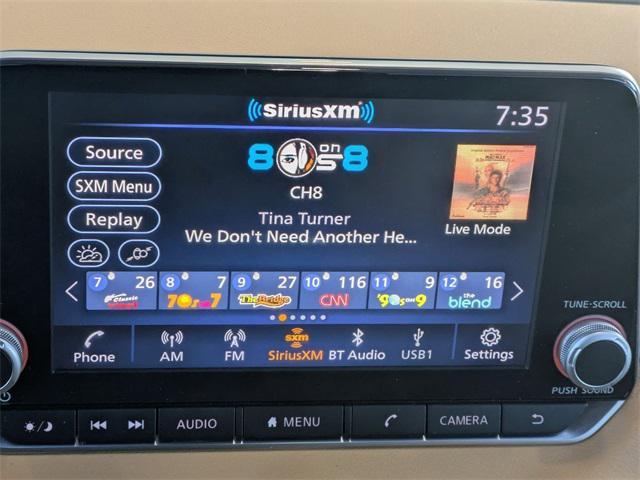 SiriusXM
7:35
Source
SXM Menu
Replay
80s on 8
CH8
Tina Turner
We Don't Need Another He...
Live Mode
7 26
8 7
9 27
10 116
11 9
12 16
Classic
70s on 7
The Bridge
CNN
'90s on 9
the blend
Phone
AM
FM
sxm
SiriusXM
BT Audio
USB1
Settings
TUNE·SCROLL
PUSH SOUND
AUDIO
MENU
CAMERA